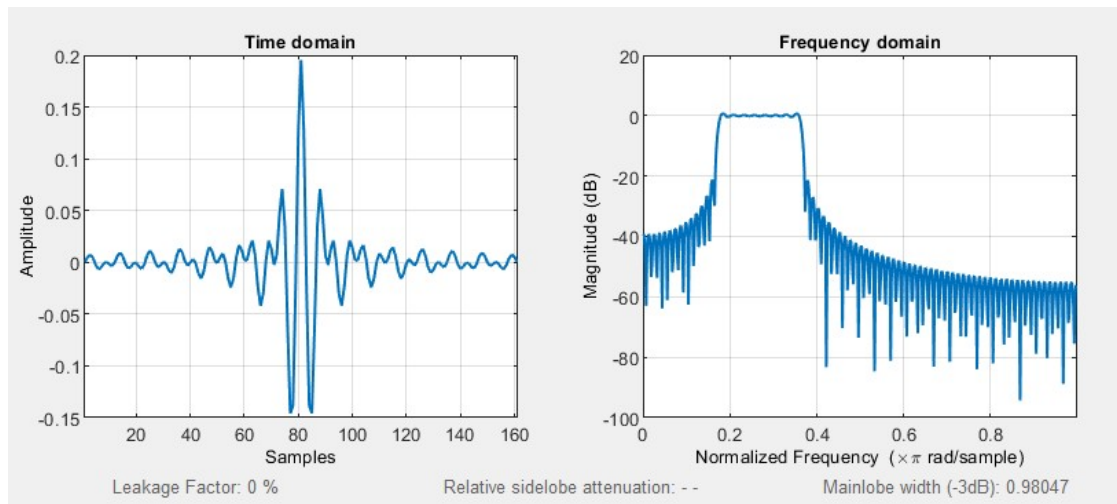 Time domain
0.2
0.15
0.1
0.05
0
-0.05
-0.1
-0.15
Amplitude
20 40 60 80 100 120 140 160
Samples
Frequency domain
20
0
-20
-40
-60
-80
-100
Magnitude (dB)
0 0.2 0.4 0.6 0.8
Normalized Frequency (×π rad/sample)
Leakage Factor: 0 % Relative sidelobe attenuation: - - Mainlobe width (-3dB): 0.98047